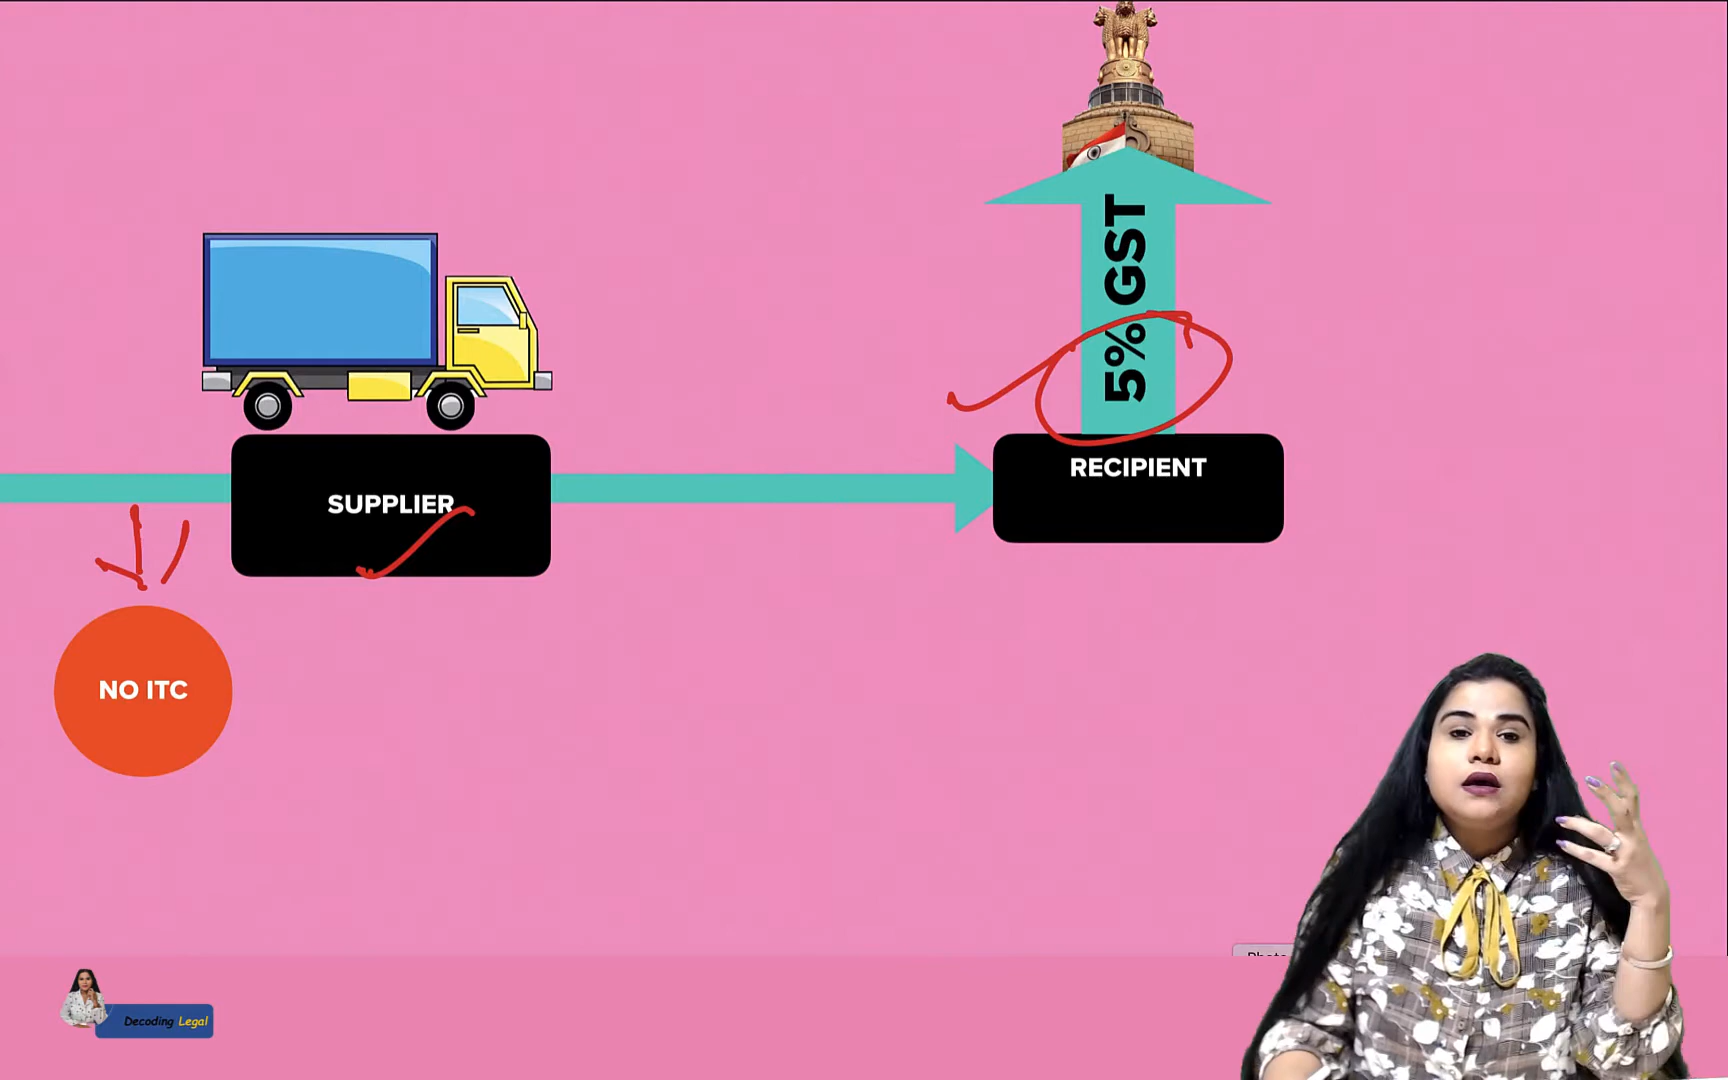 5% GST
RECIPIENT
SUPPLIER
NO ITC
Decoding Legal